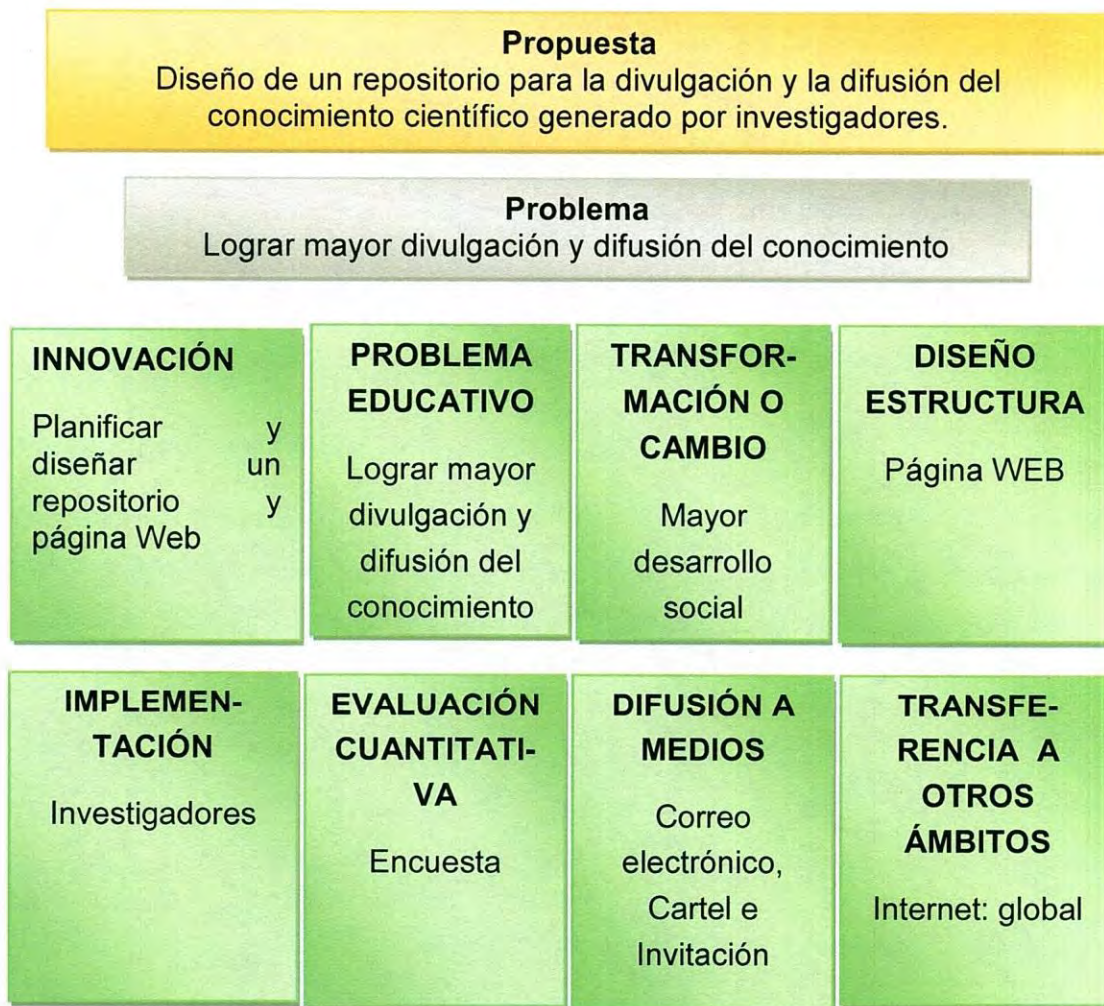 Propuesta
Diseño de un repositorio para la divulgación y la difusión del
conocimiento científico generado por investigadores.
Problema
Lograr mayor divulgación y difusión del conocimiento
INNOVACIÓN
Planificar y
diseñar un
repositorio y
página Web
PROBLEMA
EDUCATIVO
Lograr mayor
divulgación y
difusión del
conocimiento
TRANSFOR-
MACIÓN O
CAMBIO
Mayor
desarrollo
social
DISEÑO
ESTRUCTURA
Página WEB
IMPLEMEN-
TACIÓN
Investigadores
EVALUACIÓN
CUANTITATI-
VA
Encuesta
DIFUSIÓN A
MEDIOS
Correo
electrónico,
Cartel e
Invitación
TRANSFE-
RENCIA A
OTROS
ÁMBITOS
Internet: global